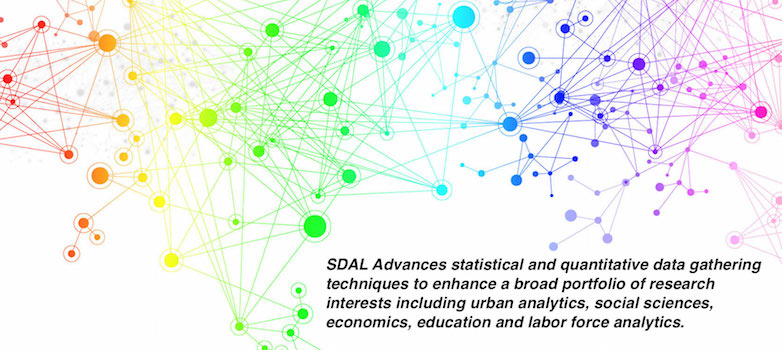 SDAL Advances statistical and quantitative data gathering
techniques to enhance a broad portfolio of research
interests including urban analytics, social sciences,
economics, education and labor force analytics.